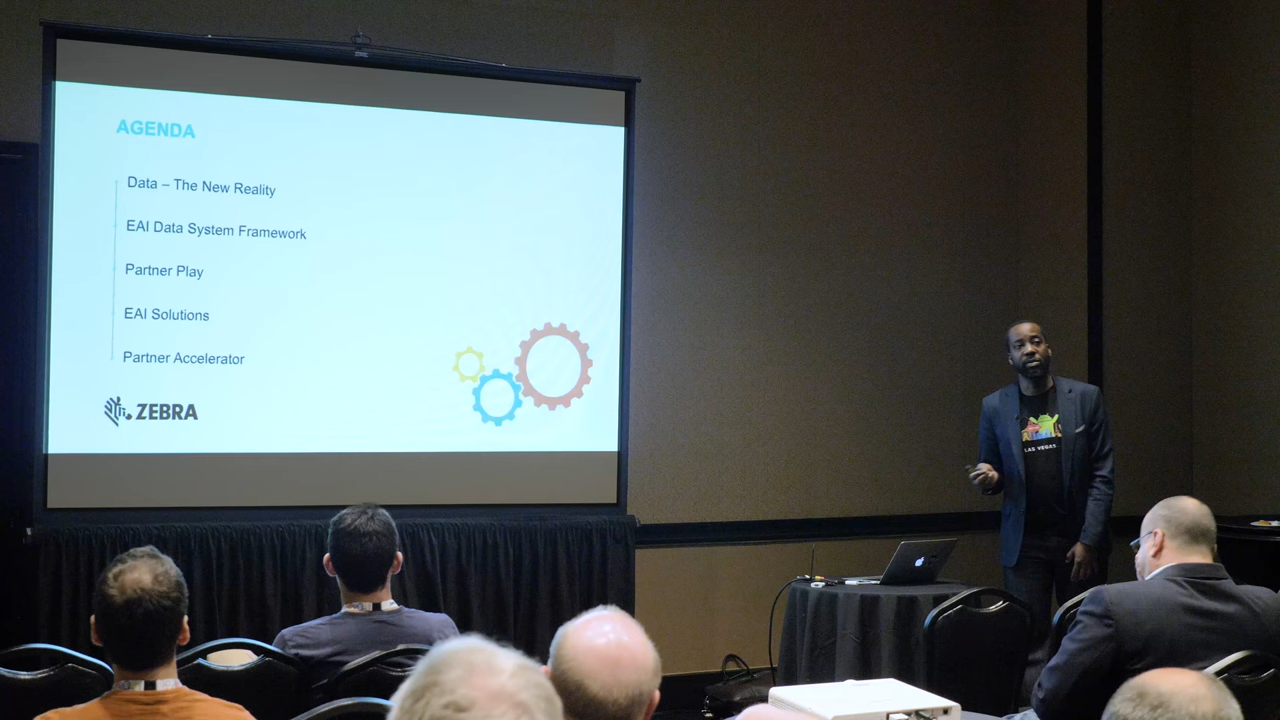 AGENDA
Data – The New Reality
EAI Data System Framework
Partner Play
EAI Solutions
Partner Accelerator
ZEBRA
LAS VEGAS